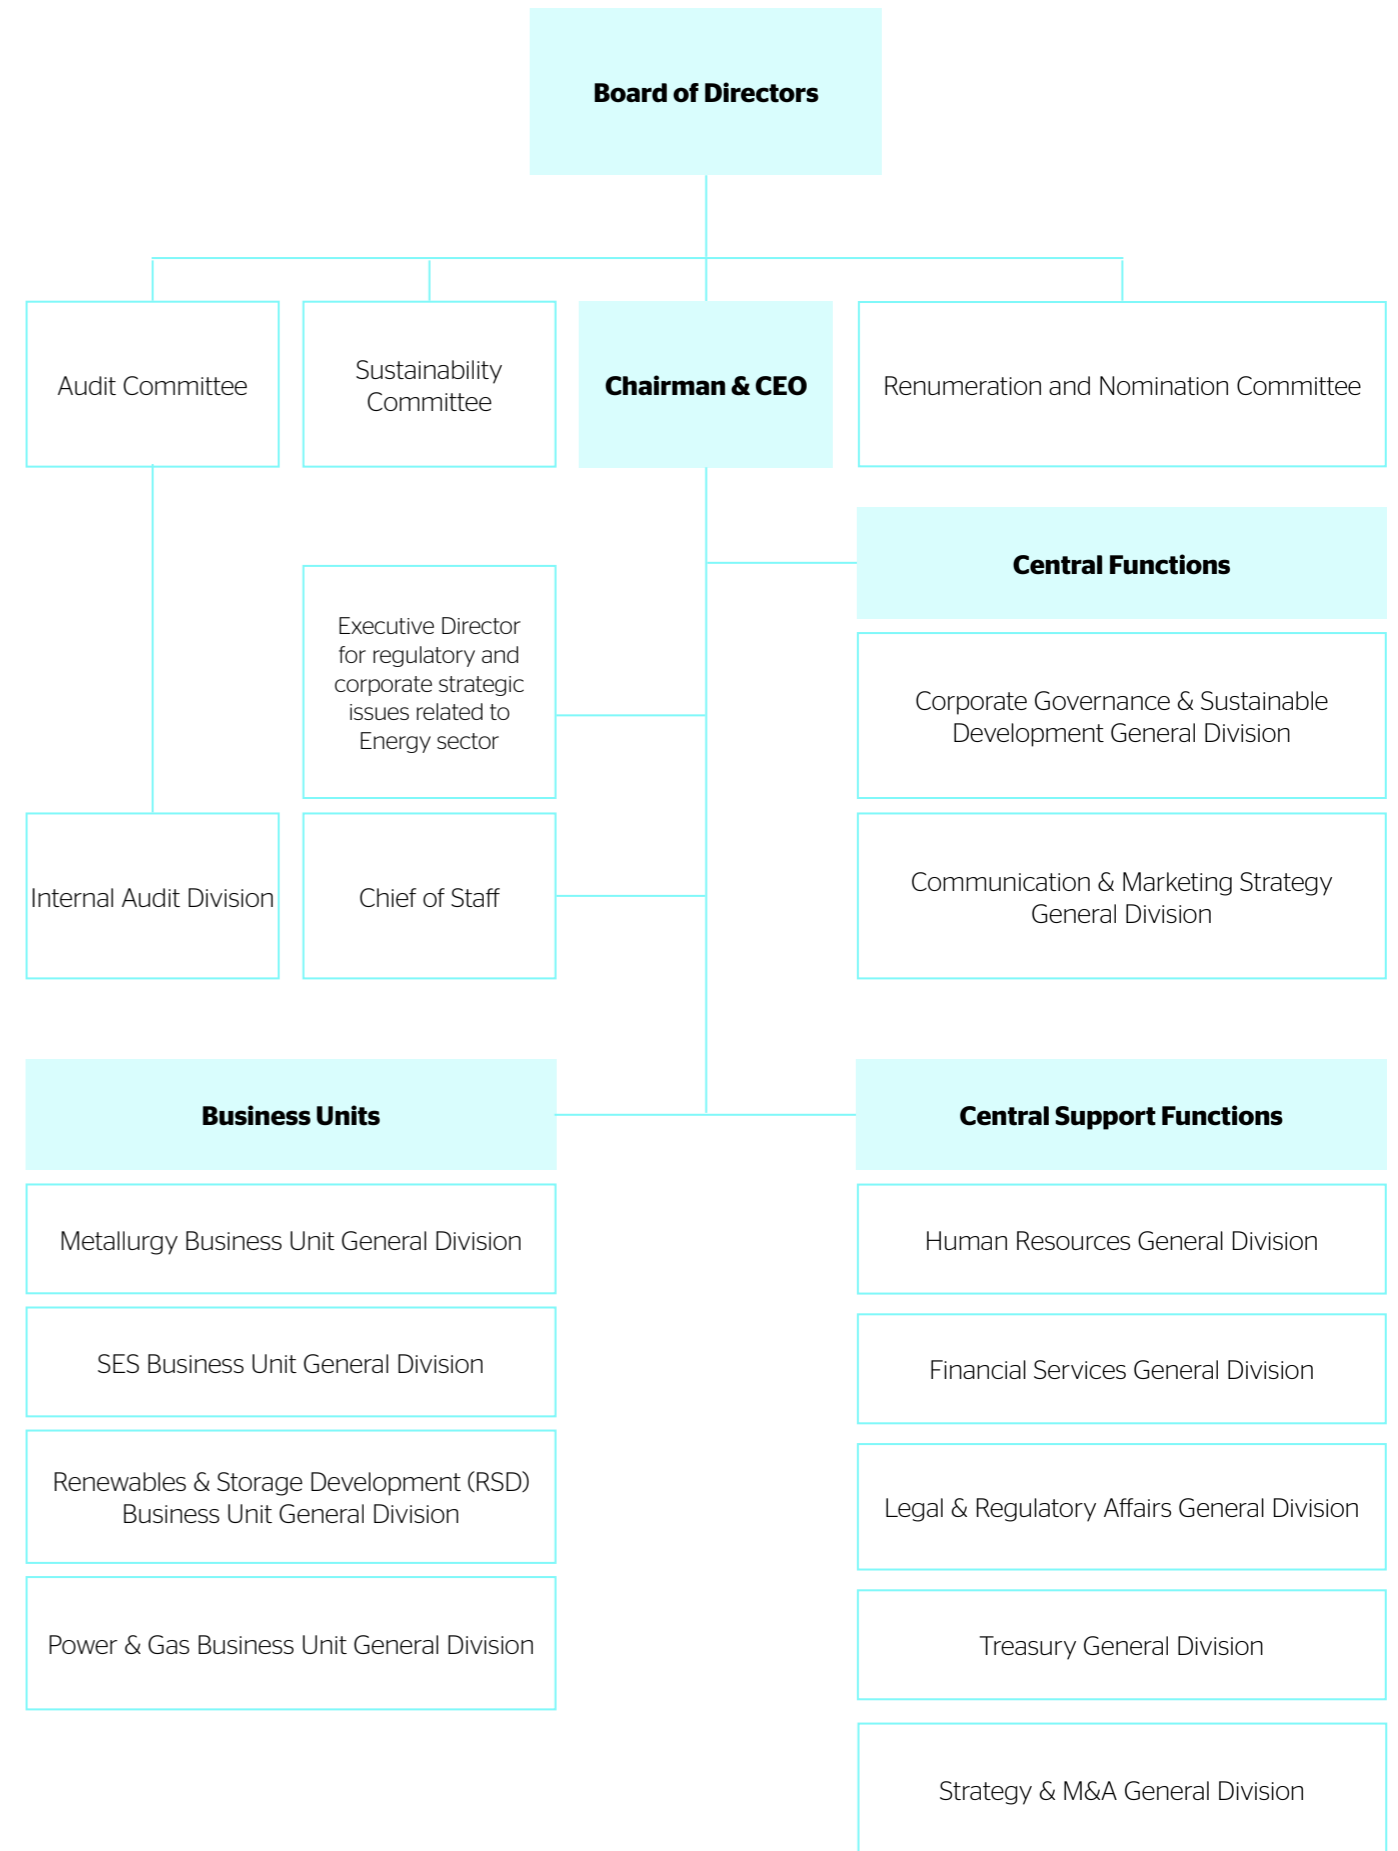 Board of Directors
Audit Committee
Sustainability
Committee
Chairman & CEO
Renumeration and Nomination Committee
Central Functions
Executive Director
for regulatory and
corporate strategic
issues related to
Energy sector
Corporate Governance & Sustainable
Development General Division
Internal Audit Division
Chief of Staff
Communication & Marketing Strategy
General Division
Business Units
Metallurgy Business Unit General Division
SES Business Unit General Division
Renewables & Storage Development (RSD)
Business Unit General Division
Power & Gas Business Unit General Division
Central Support Functions
Human Resources General Division
Financial Services General Division
Legal & Regulatory Affairs General Division
Treasury General Division
Strategy & M&A General Division